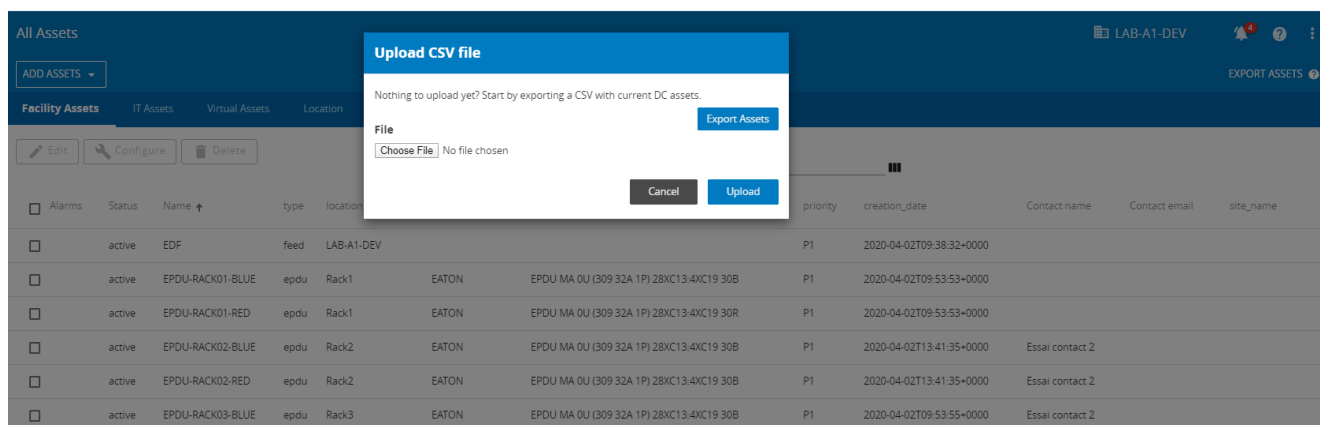 All Assets
LAB-A1-DEV
4
?
ADD ASSETS
EXPORT ASSETS ?
Facility Assets IT Assets Virtual Assets Location
Upload CSV file
Nothing to upload yet? Start by exporting a CSV with current DC assets.
Export Assets
File
Choose File No file chosen
Cancel Upload
Edit Configure Delete
Alarms Status Name type location priority creation_date Contact name Contact email site_name
active EDF feed LAB-A1-DEV P1 2020-04-02T09:38:32+0000
active EPDU-RACK01-BLUE epdu Rack1 EATON EPDU MA 0U (309 32A 1P) 28XC13:4XC19 30B P1 2020-04-02T09:53:53+0000
active EPDU-RACK01-RED epdu Rack1 EATON EPDU MA 0U (309 32A 1P) 28XC13:4XC19 30R P1 2020-04-02T09:53:53+0000
active EPDU-RACK02-BLUE epdu Rack2 EATON EPDU MA 0U (309 32A 1P) 28XC13:4XC19 30B P1 2020-04-02T13:41:35+0000 Essai contact 2
active EPDU-RACK02-RED epdu Rack2 EATON EPDU MA 0U (309 32A 1P) 28XC13:4XC19 30B P1 2020-04-02T13:41:35+0000 Essai contact 2
active EPDU-RACK03-BLUE epdu Rack3 EATON EPDU MA 0U (309 32A 1P) 28XC13:4XC19 30B P1 2020-04-02T09:53:55+0000 Essai contact 2